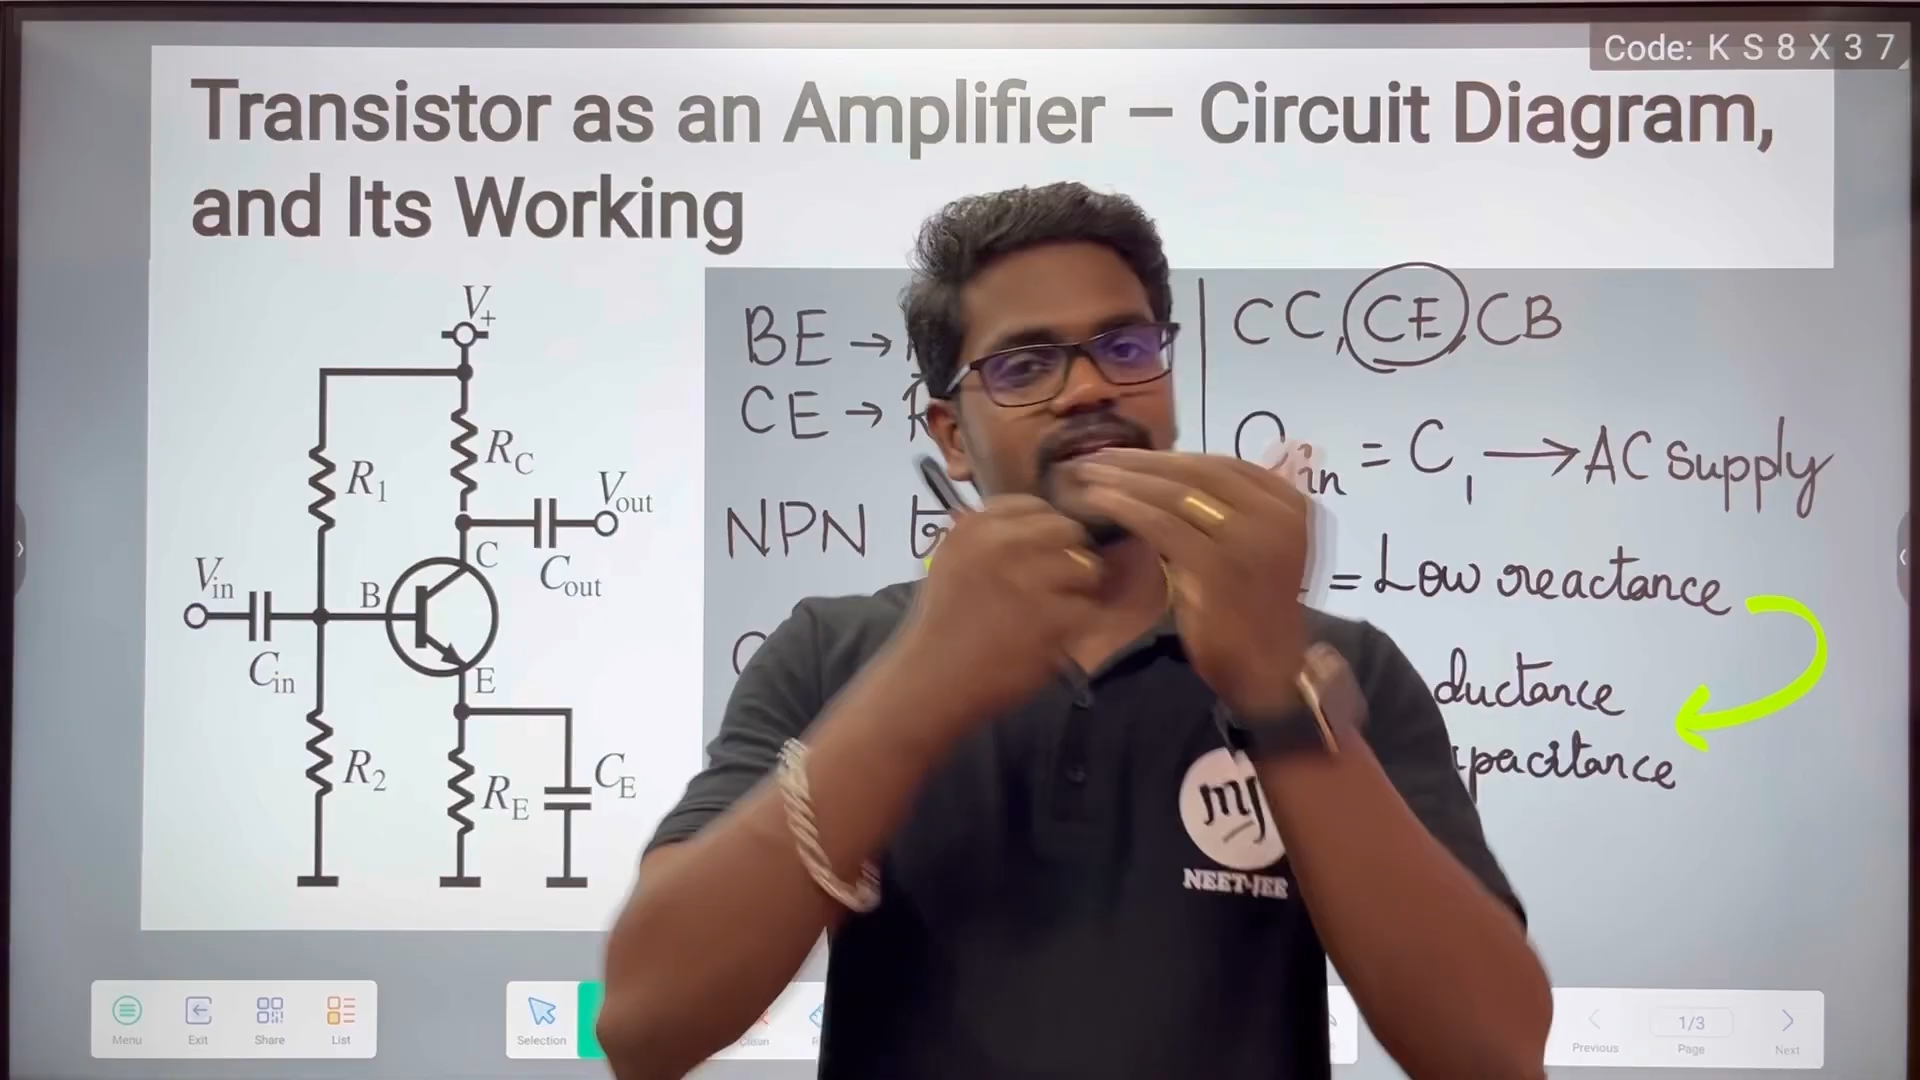 Code: K S 8 X 3 7
Transistor as an Amplifier – Circuit Diagram,
and Its Working
V+
R1
RC
Vout
C
Cout
Vin
B
Cin
E
R2
RE
CE
BE →
CE →
NPN
CC, CE, CB
in = C1 → AC supply
= Low reactance
ductance
pacitance
mj
NEET-JEE
Menu
Exit
Share
List
Selection
Clean
Previous
1/3
Page
Next